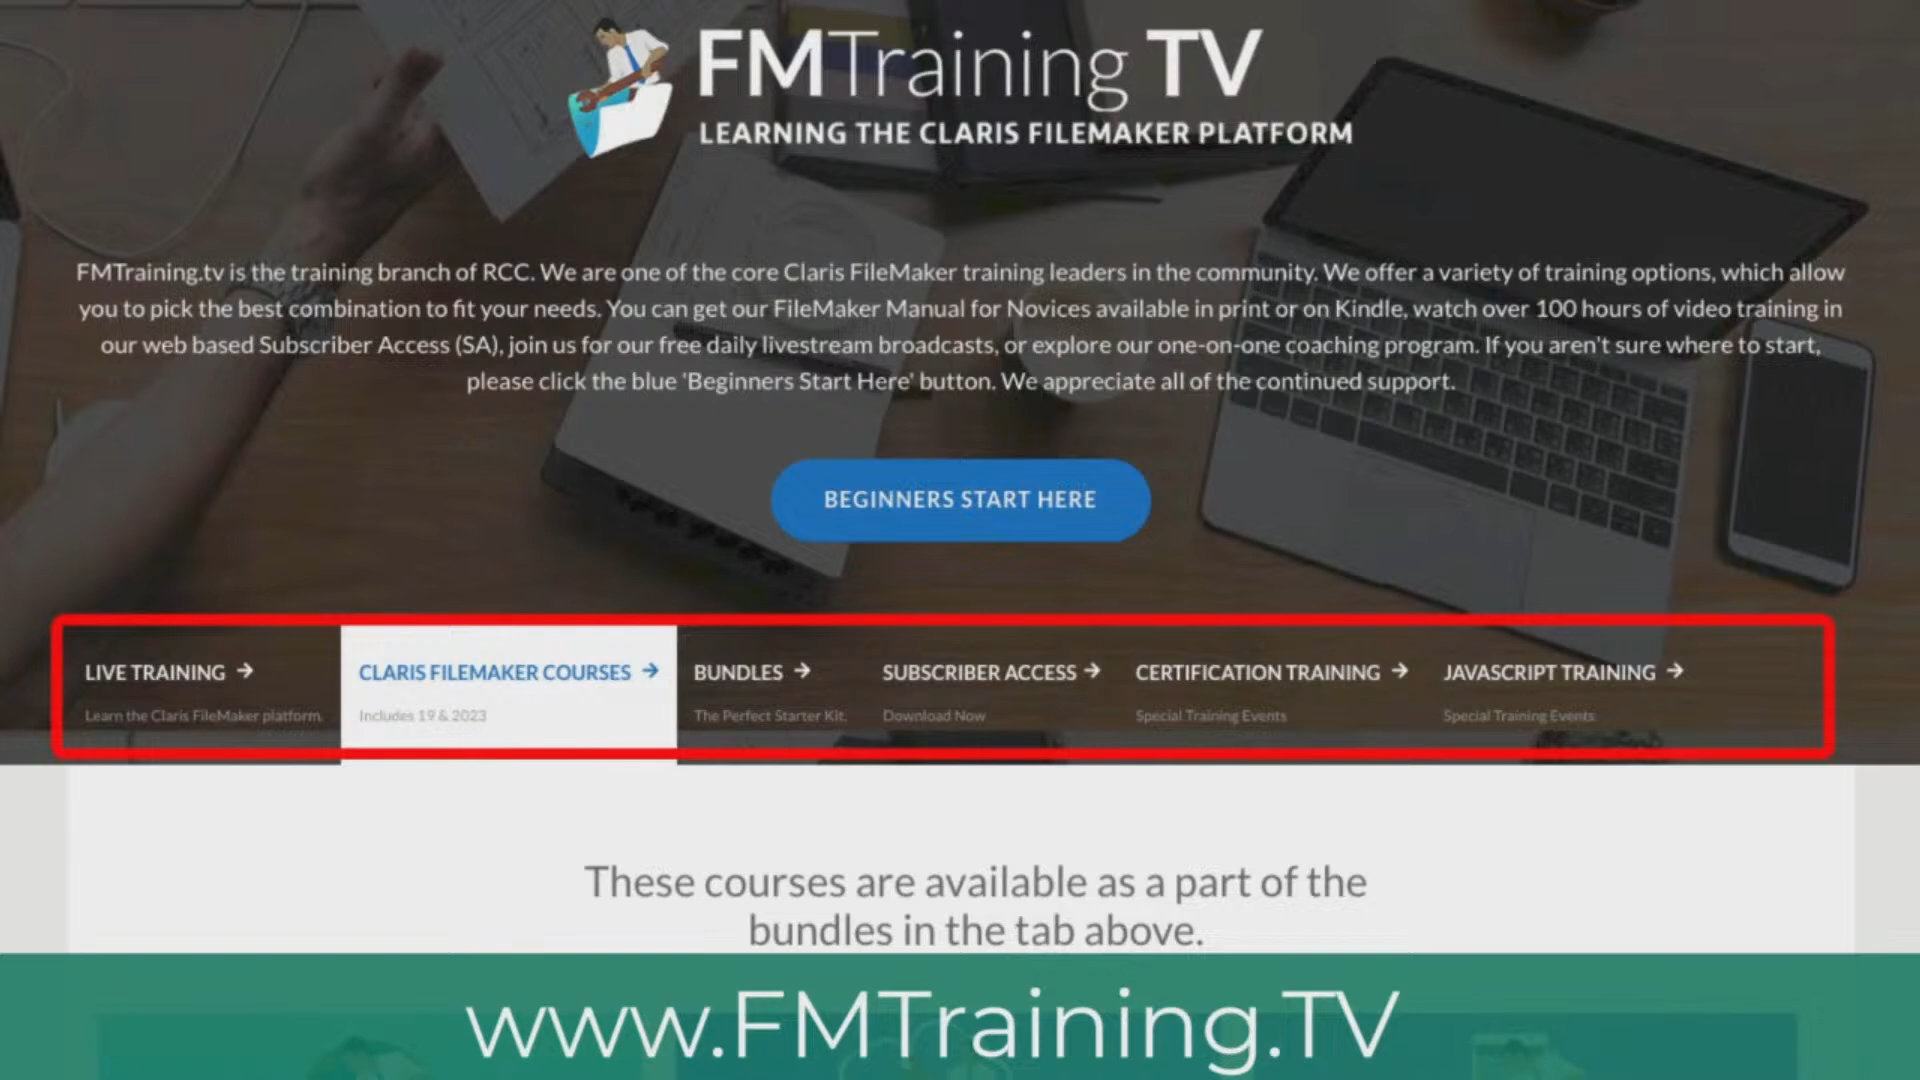 FMTraining TV
LEARNING THE CLARIS FILEMAKER PLATFORM
FMTraining.tv is the training branch of RCC. We are one of the core Claris FileMaker training leaders in the community. We offer a variety of training options, which allow
you to pick the best combination to fit your needs. You can get our FileMaker Manual for Novices available in print or on Kindle, watch over 100 hours of video training in
our web based Subscriber Access (SA), join us for our free daily livestream broadcasts, or explore our one-on-one coaching program. If you aren't sure where to start,
please click the blue 'Beginners Start Here' button. We appreciate all of the continued support.
BEGINNERS START HERE
LIVE TRAINING → CLARIS FILEMAKER COURSES → BUNDLES → SUBSCRIBER ACCESS → CERTIFICATION TRAINING → JAVASCRIPT TRAINING →
Learn the Claris FileMaker platform. Includes 19 & 2023 The Perfect Starter Kit. Download Now Special Training Events Special Training Events
These courses are available as a part of the
bundles in the tab above.
www.FMTraining.TV